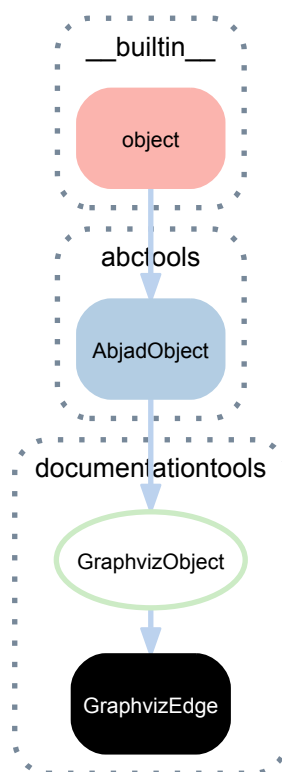 __builtin__
object
abctools
AbjadObject
documentationtools
GraphvizObject
GraphvizEdge